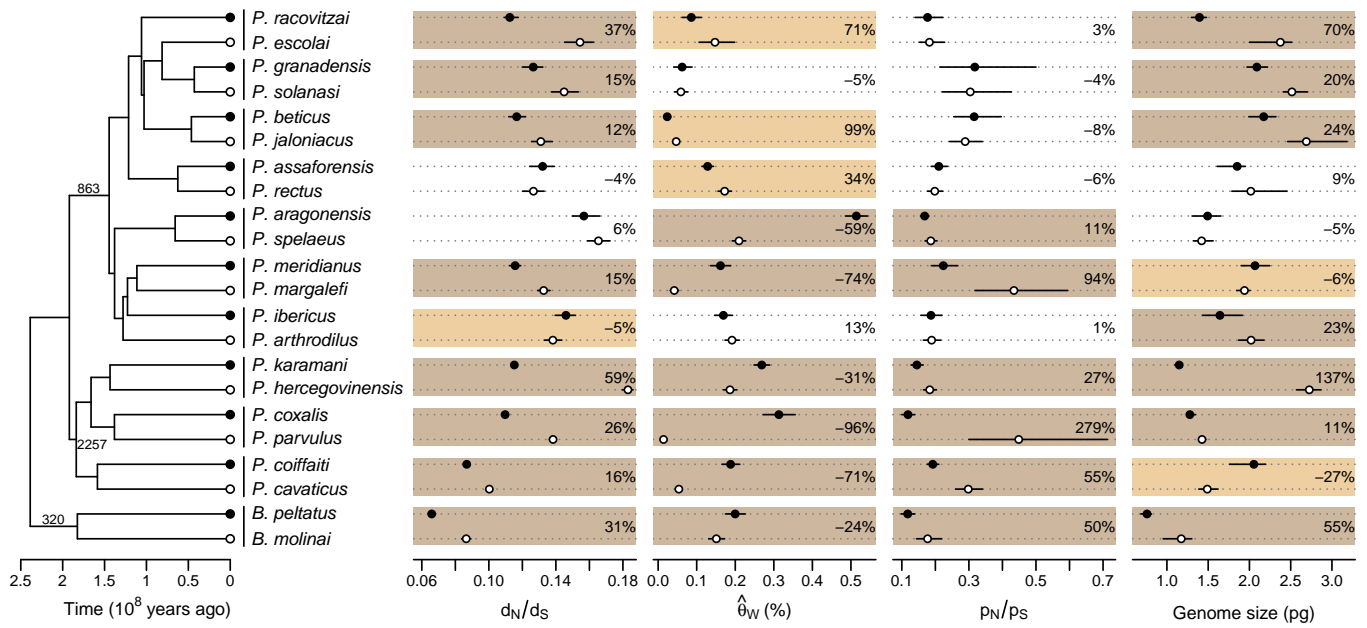 P. racovitzai
P. escolai 37% 71% 3% 70%
P. granadensis
P. solanasi 15% −5% −4% 20%
P. beticus
P. jaloniacus 12% 99% −8% 24%
P. assaforensis
P. rectus −4% 34% −6% 9%
863
P. aragonensis
P. spelaeus 6% −59% 11% −5%
P. meridianus
P. margalefi 15% −74% 94% −6%
P. ibericus
P. arthrodilus −5% 13% 1% 23%
P. karamani
P. hercegovinensis 59% −31% 27% 137%
P. coxalis
P. parvulus 26% −96% 279% 11%
2257
P. coiffaiti
P. cavaticus 16% −71% 55% −27%
320
B. peltatus
B. molinai 31% −24% 50% 55%
2.5 2 1.5 1 0.5 0 0.06 0.10 0.14 0.18 0.0 0.1 0.2 0.3 0.4 0.5 0.1 0.3 0.5 0.7 1.0 1.5 2.0 2.5 3.0
Time (10⁸ years ago) dN/dS θ̂W (%) pN/pS Genome size (pg)